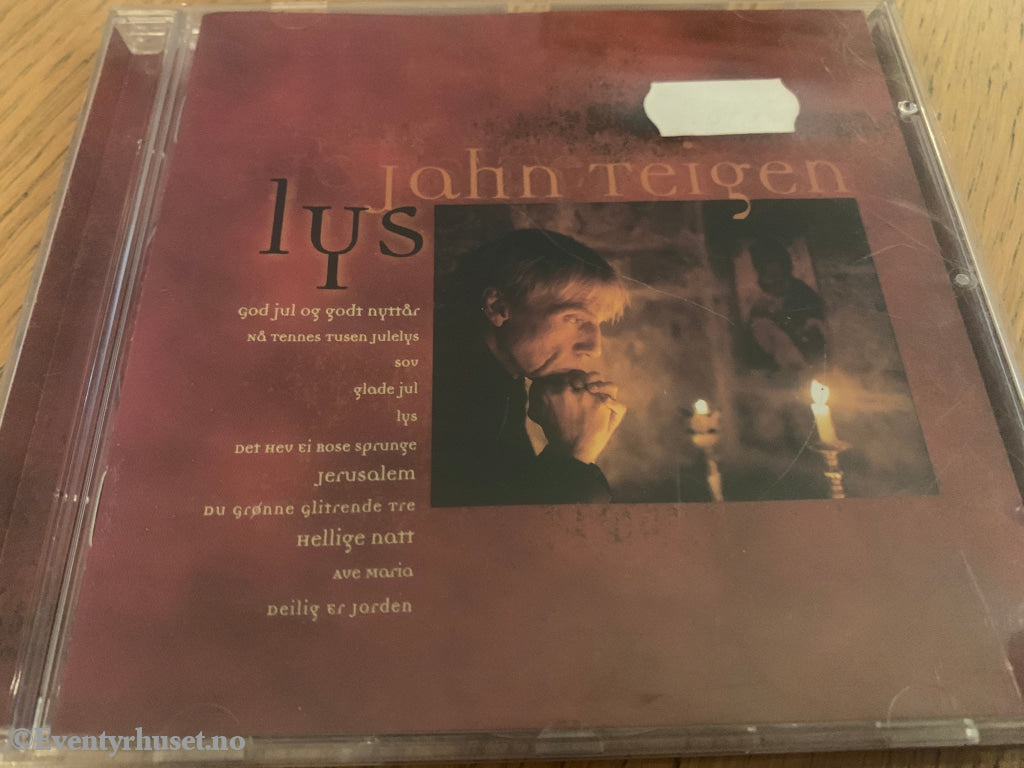 Jahn Teigen
lys
God jul og godt nyttår
Nå Tennes Tusen Julelys
Sov
Glade jul
lys
Det Hev Ei Rose Sprunge
Jerusalem
Du Grønne Glitrende Tre
Hellige natt
Ave Maria
Deilig Er Jorden
©Eventyrhuset.no